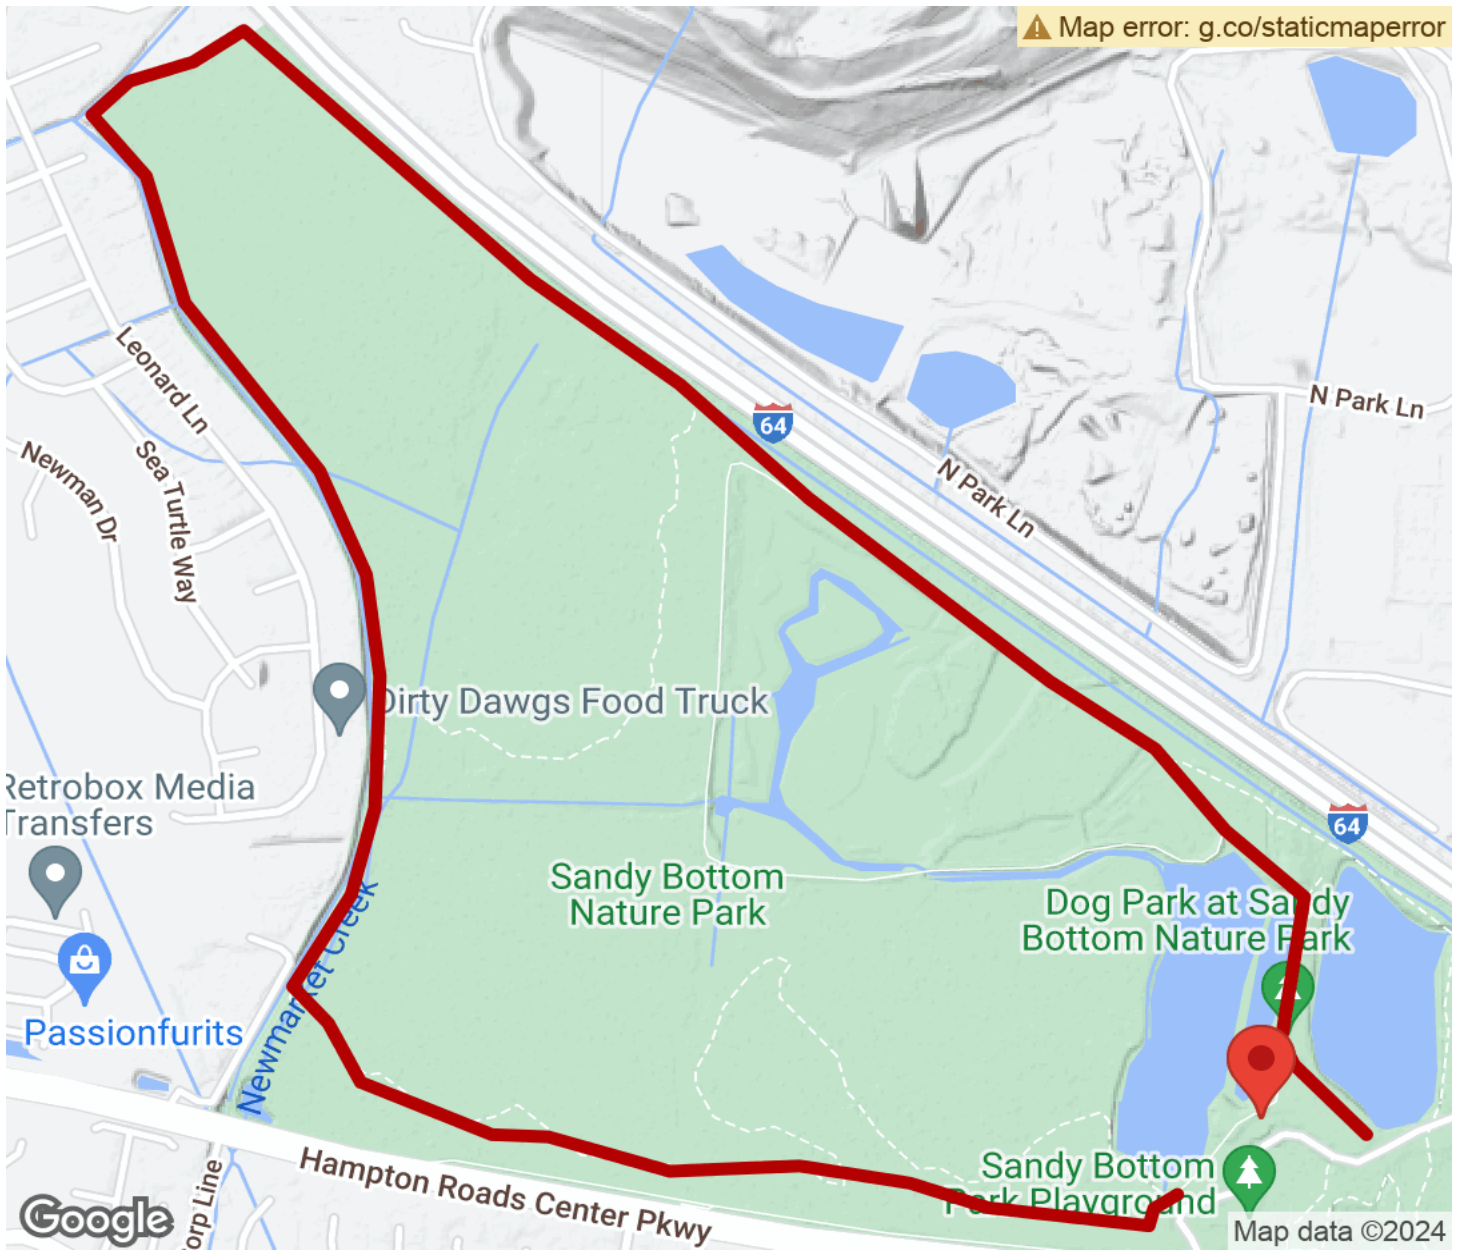 Map error: g.co/staticmaperror
Leonard Ln
N Park Ln
64
Newman Dr
Sea Turtle Way
N Park Ln
Dirty Dawgs Food Truck
Retrobox Media
Transfers
64
Sandy Bottom
Nature Park
Dog Park at Sandy
Bottom Nature Park
Newmarket Creek
Passionfurits
Hampton Roads Center Pkwy
Sandy Bottom
Park Playground
orp Line
Google
Map data ©2024